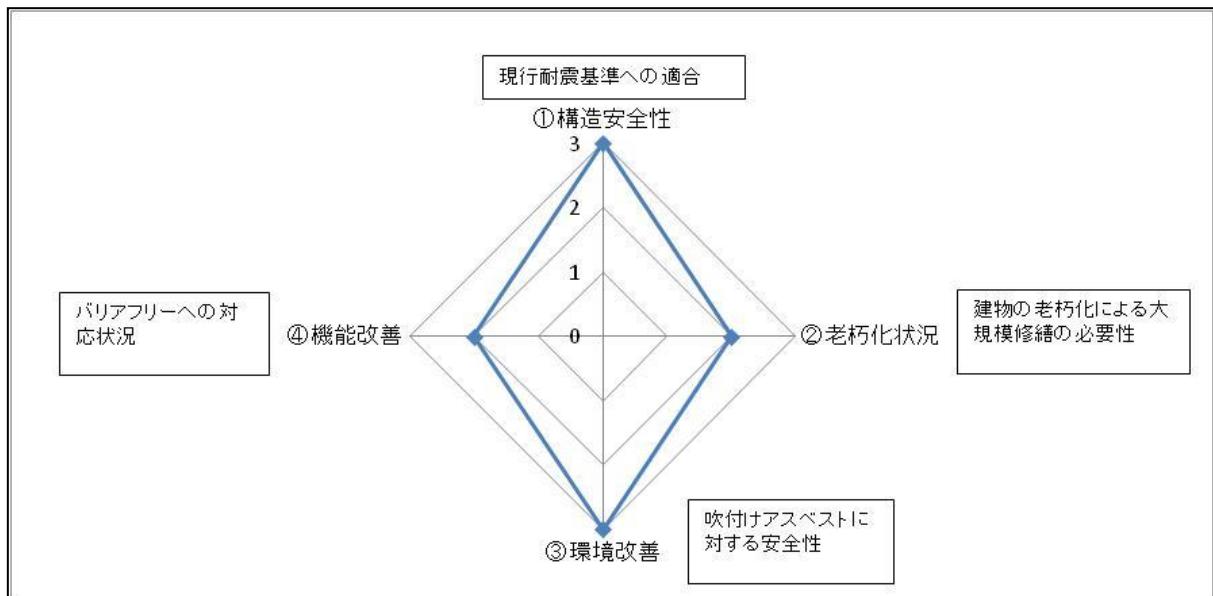 現行耐震基準への適合
①構造安全性
3
2
1
0
バリアフリーへの対
応状況
④機能改善
②老朽化状況
建物の老朽化による大
規模修繕の必要性
吹付けアスベストに
対する安全性
③環境改善